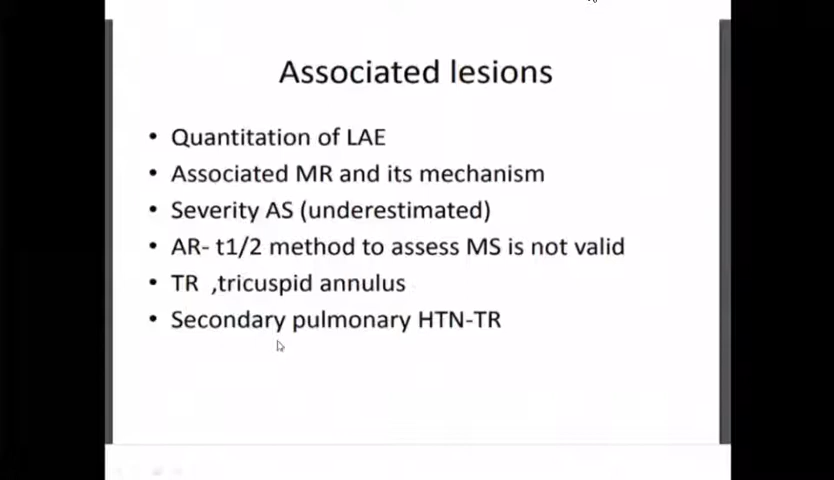 Associated lesions
• Quantitation of LAE
• Associated MR and its mechanism
• Severity AS (underestimated)
• AR- t1/2 method to assess MS is not valid
• TR ,tricuspid annulus
• Secondary pulmonary HTN-TR